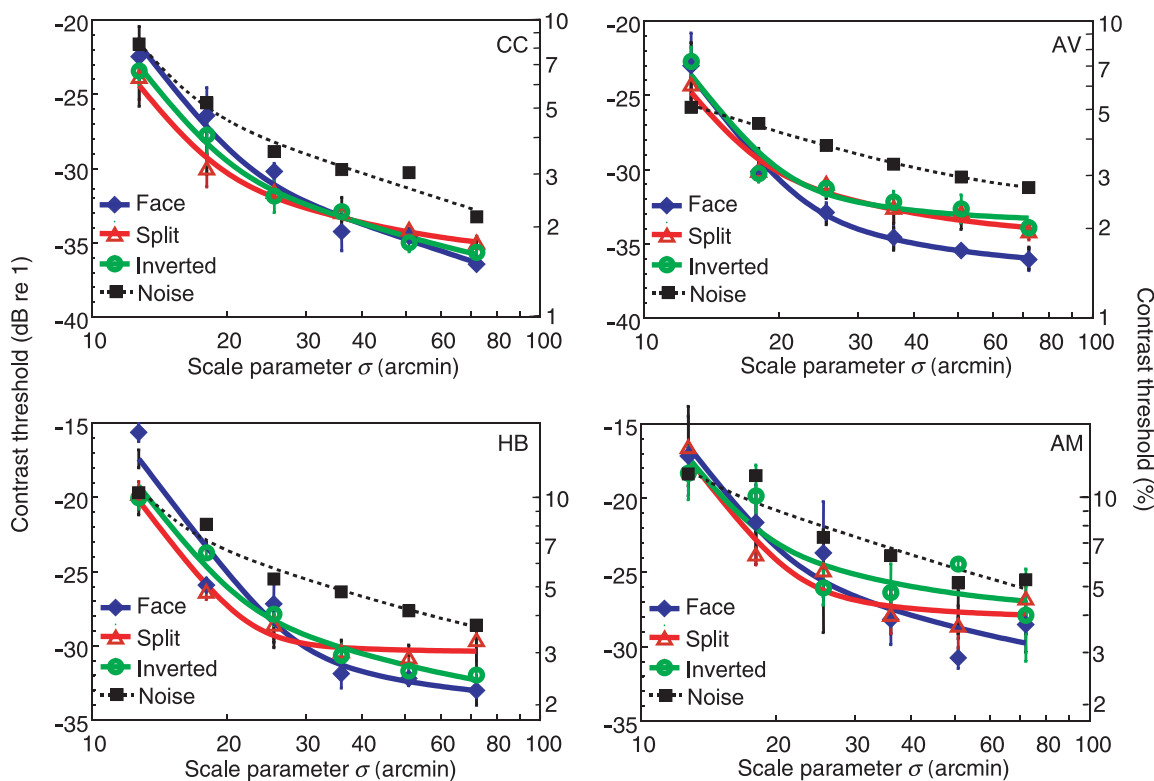 Contrast threshold (dB re 1)
Contrast threshold (%)
CC
−20
−25
−30
−35
−40
10
7
5
4
3
2
1
Face
Split
Inverted
Noise
10 20 30 40 60 80 100
Scale parameter σ (arcmin)
AV
−20
−25
−30
−35
−40
10
7
5
4
3
2
1
Face
Split
Inverted
Noise
10 20 30 40 60 80 100
Scale parameter σ (arcmin)
HB
−15
−20
−25
−30
−35
10
7
5
4
3
2
Face
Split
Inverted
Noise
10 20 30 40 60 80 100
Scale parameter σ (arcmin)
AM
−15
−20
−25
−30
−35
10
7
5
4
3
2
Face
Split
Inverted
Noise
10 20 30 40 60 80 100
Scale parameter σ (arcmin)